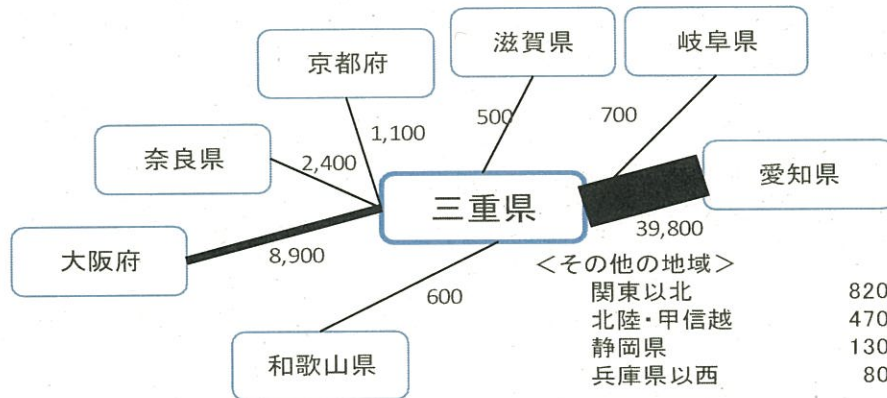 滋賀県
岐阜県
京都府
500
700
1,100
奈良県
2,400
愛知県
三重県
39,800
大阪府
8,900
<その他の地域>
600
関東以北 820
北陸・甲信越 470
静岡県 130
兵庫県以西 80
和歌山県